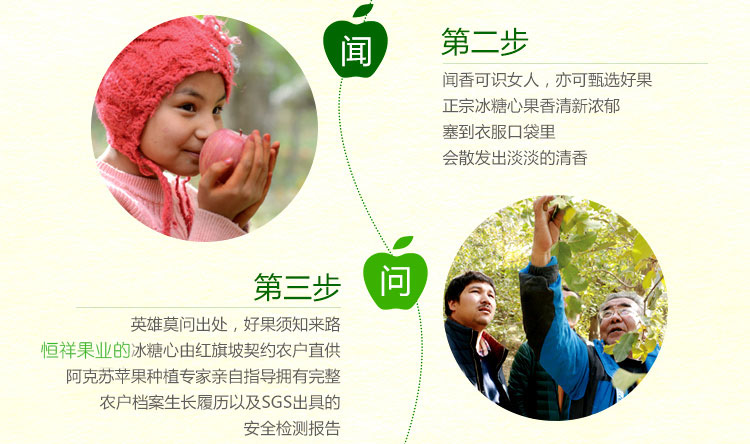 闻
第二步
闻香可识女人，亦可甄选好果
正宗冰糖心果香清新浓郁
塞到衣服口袋里
会散发出淡淡的清香
问
第三步
英雄莫问出处，好果须知来路
恒祥果业的冰糖心由红旗坡契约农户直供
阿克苏苹果种植专家亲自指导拥有完整
农户档案生长履历以及SGS出具的
安全检测报告